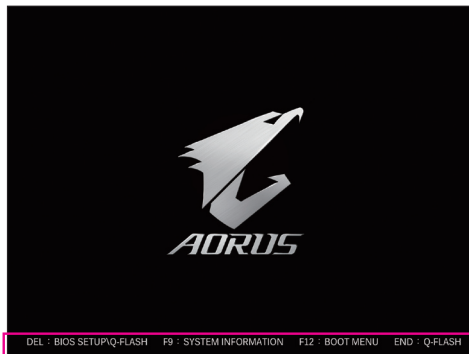 AORUS
DEL : BIOS SETUP\Q-FLASH F9 : SYSTEM INFORMATION F12 : BOOT MENU END : Q-FLASH